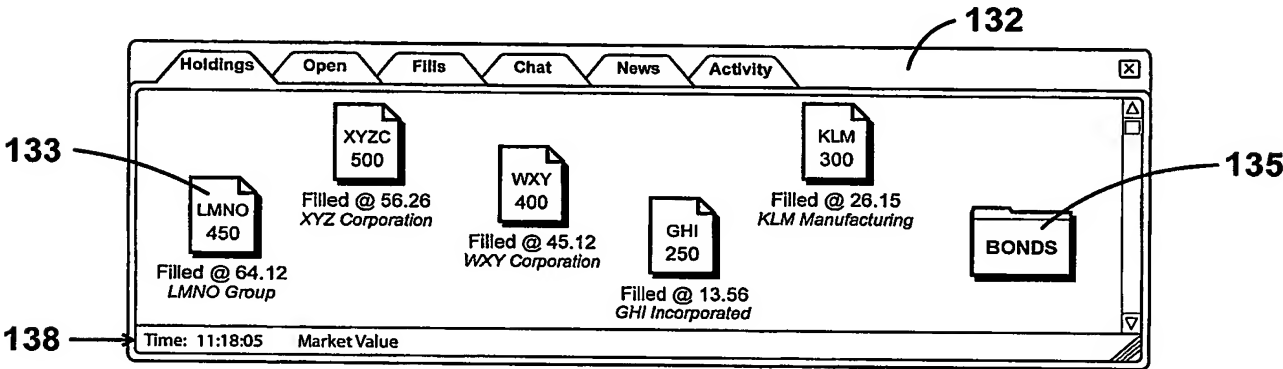 132
Holdings Open Fills Chat News Activity
133
LMNO
450
Filled @ 64.12
LMNO Group
XYZC
500
Filled @ 56.26
XYZ Corporation
WXY
400
Filled @ 45.12
WXY Corporation
GHI
250
Filled @ 13.56
GHI Incorporated
KLM
300
Filled @ 26.15
KLM Manufacturing
135
BONDS
138
Time: 11:18:05 Market Value